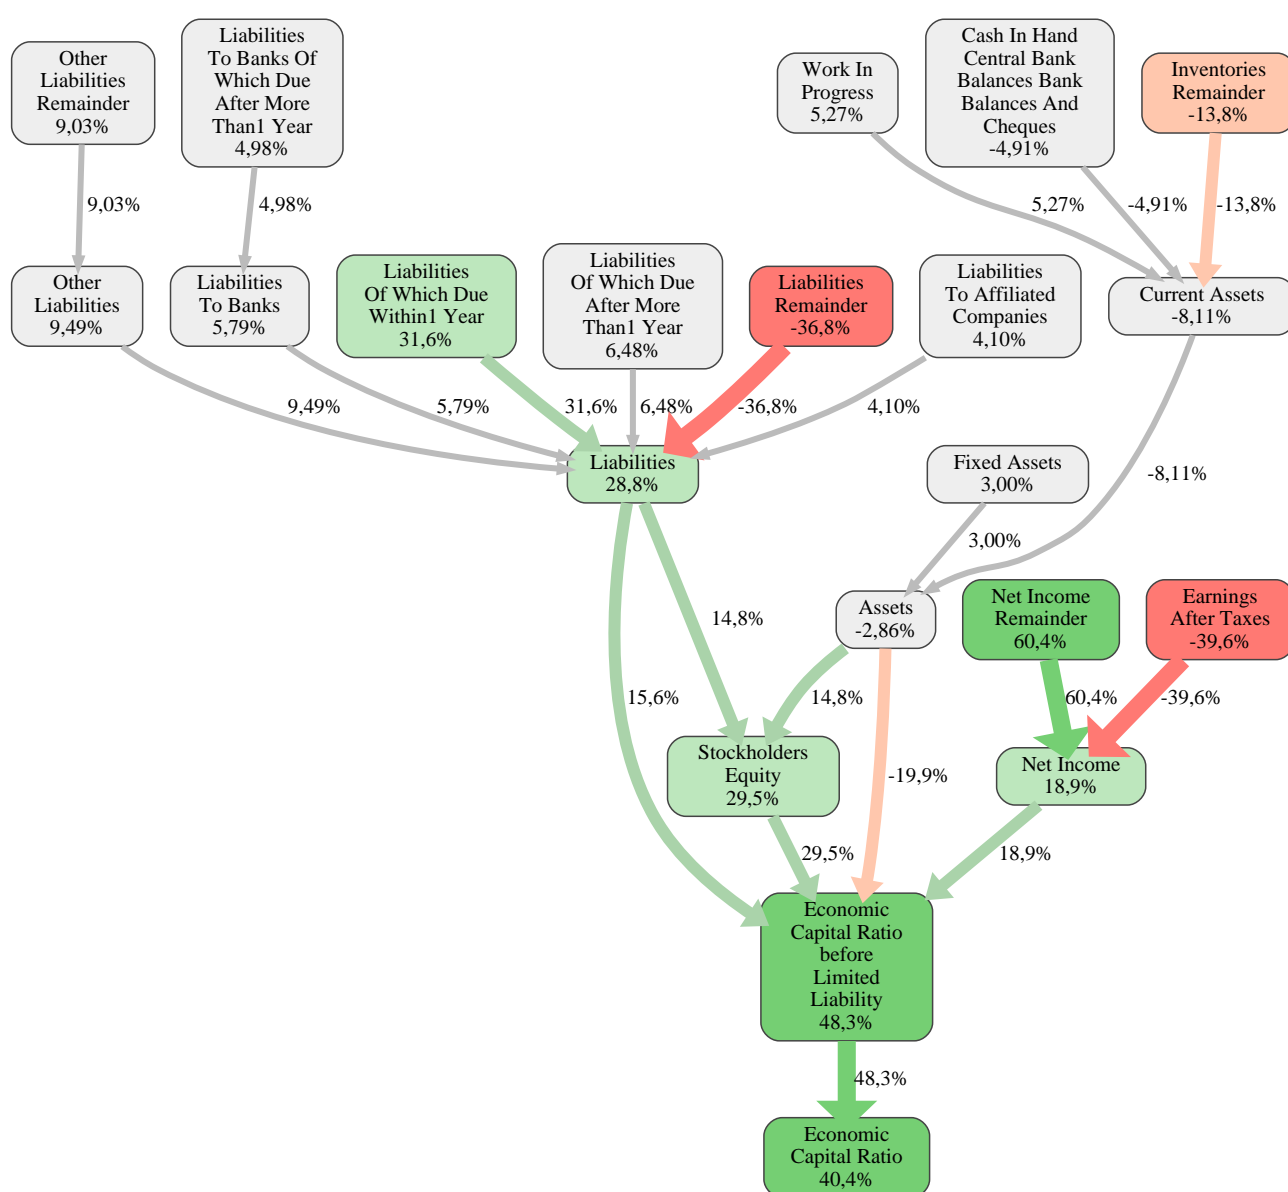 Other
Liabilities
Remainder
9,03%
Liabilities
To Banks Of
Which Due
After More
Than1 Year
4,98%
Work In
Progress
5,27%
Cash In Hand
Central Bank
Balances Bank
Balances And
Cheques
-4,91%
Inventories
Remainder
-13,8%
9,03%
4,98%
5,27%
-4,91%
-13,8%
Other
Liabilities
9,49%
Liabilities
To Banks
5,79%
Liabilities
Of Which Due
Within1 Year
31,6%
Liabilities
Of Which Due
After More
Than1 Year
6,48%
Liabilities
Remainder
-36,8%
Liabilities
To Affiliated
Companies
4,10%
Current Assets
-8,11%
9,49%
5,79%
31,6%
6,48%
-36,8%
4,10%
Liabilities
28,8%
Fixed Assets
3,00%
-8,11%
3,00%
Assets
-2,86%
Net Income
Remainder
60,4%
Earnings
After Taxes
-39,6%
14,8%
15,6%
14,8%
60,4%
-39,6%
Stockholders
Equity
29,5%
-19,9%
Net Income
18,9%
29,5%
18,9%
Economic
Capital Ratio
before
Limited
Liability
48,3%
48,3%
Economic
Capital Ratio
40,4%